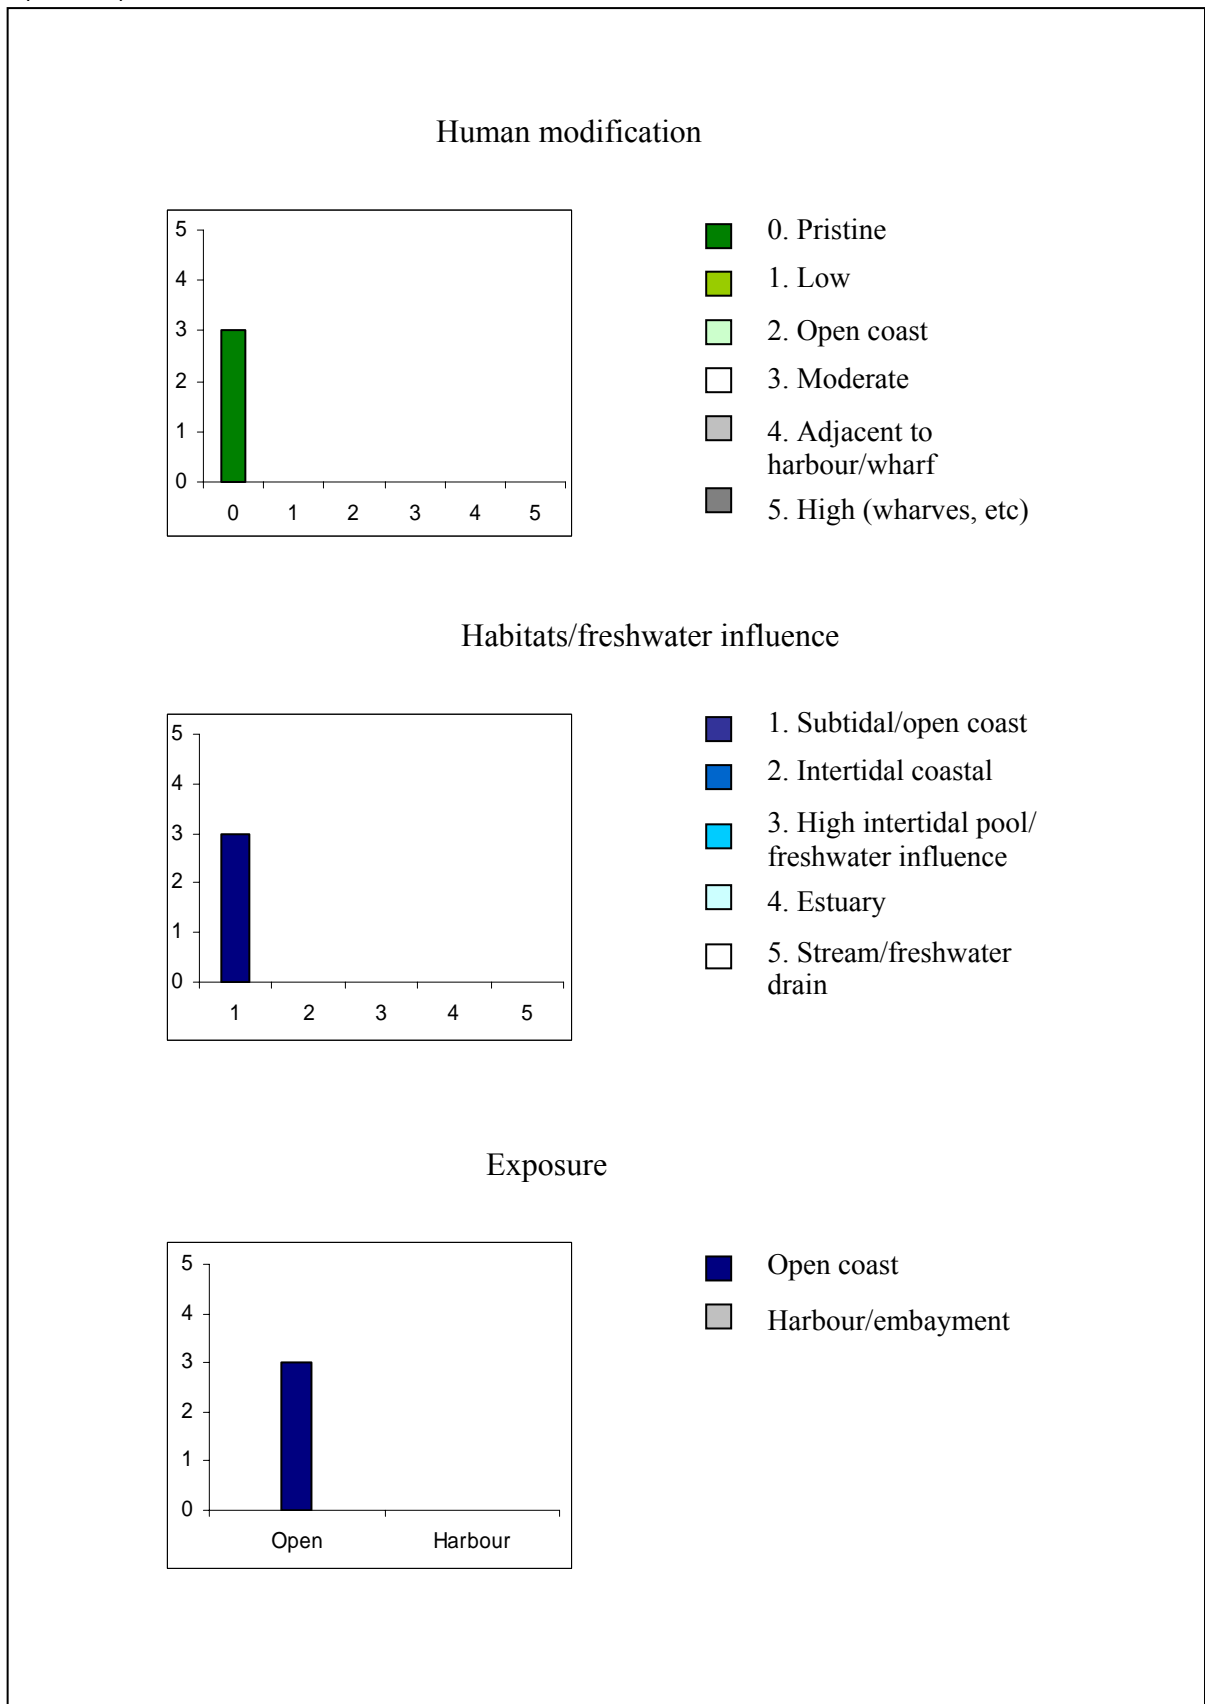 Human modification
5
4
3
2
1
0
0 1 2 3 4 5
0. Pristine
1. Low
2. Open coast
3. Moderate
4. Adjacent to
harbour/wharf
5. High (wharves, etc)
Habitats/freshwater influence
5
4
3
2
1
0
1 2 3 4 5
1. Subtidal/open coast
2. Intertidal coastal
3. High intertidal pool/
freshwater influence
4. Estuary
5. Stream/freshwater
drain
Exposure
5
4
3
2
1
0
Open Harbour
Open coast
Harbour/embayment